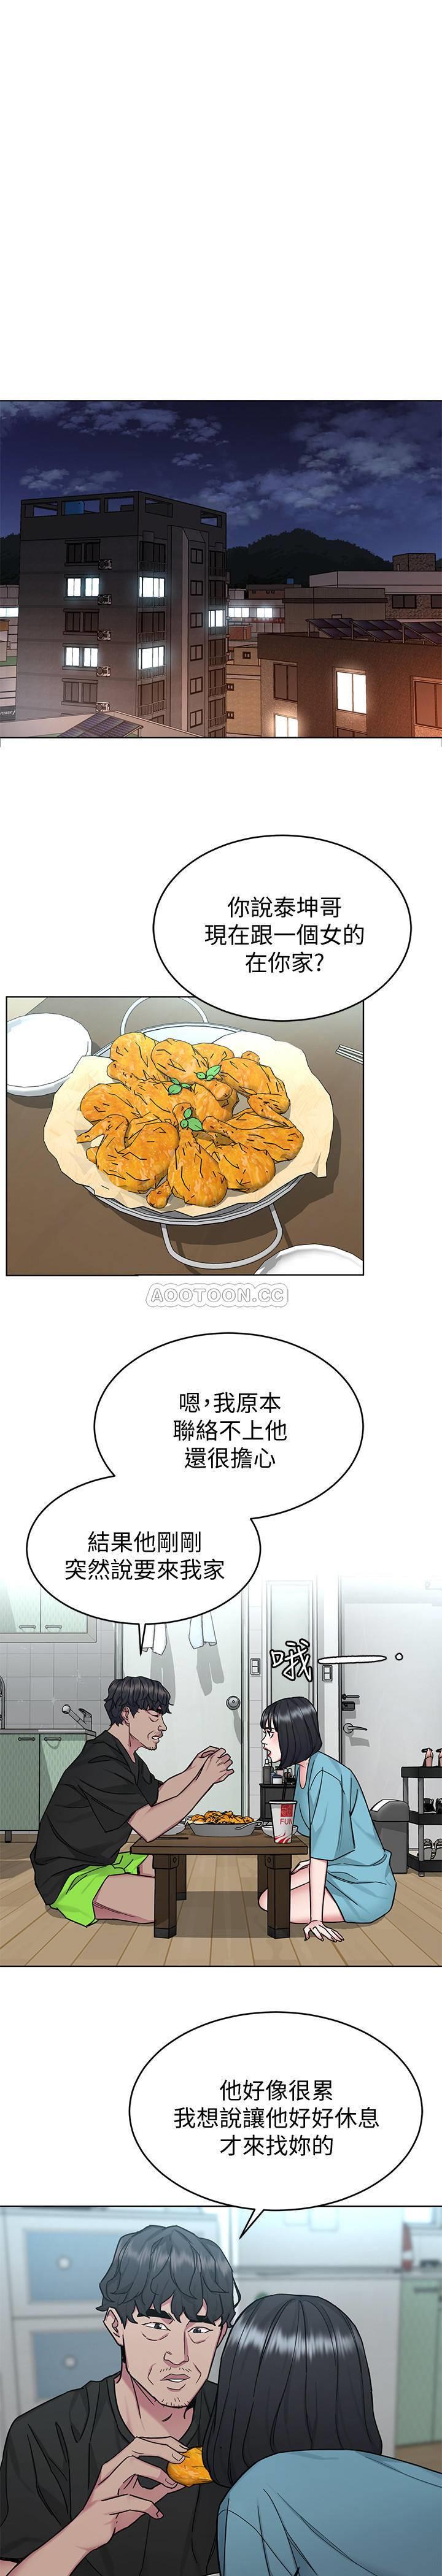 你說泰坤哥
現在跟一個女的
在你家?
AOOTOON.CC
嗯,我原本
聯絡不上他
還很擔心
結果他剛剛
突然說要來我家
哦—。
FUN
他好像很累
我想說讓他好好休息
才來找妳的